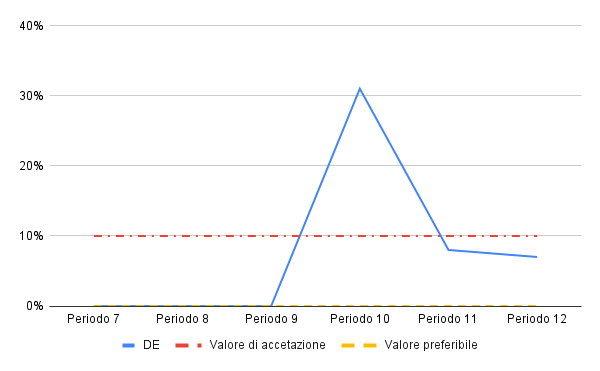 40%
30%
20%
10%
0%
Periodo 7 Periodo 8 Periodo 9 Periodo 10 Periodo 11 Periodo 12
DE Valore di accetazione Valore preferibile